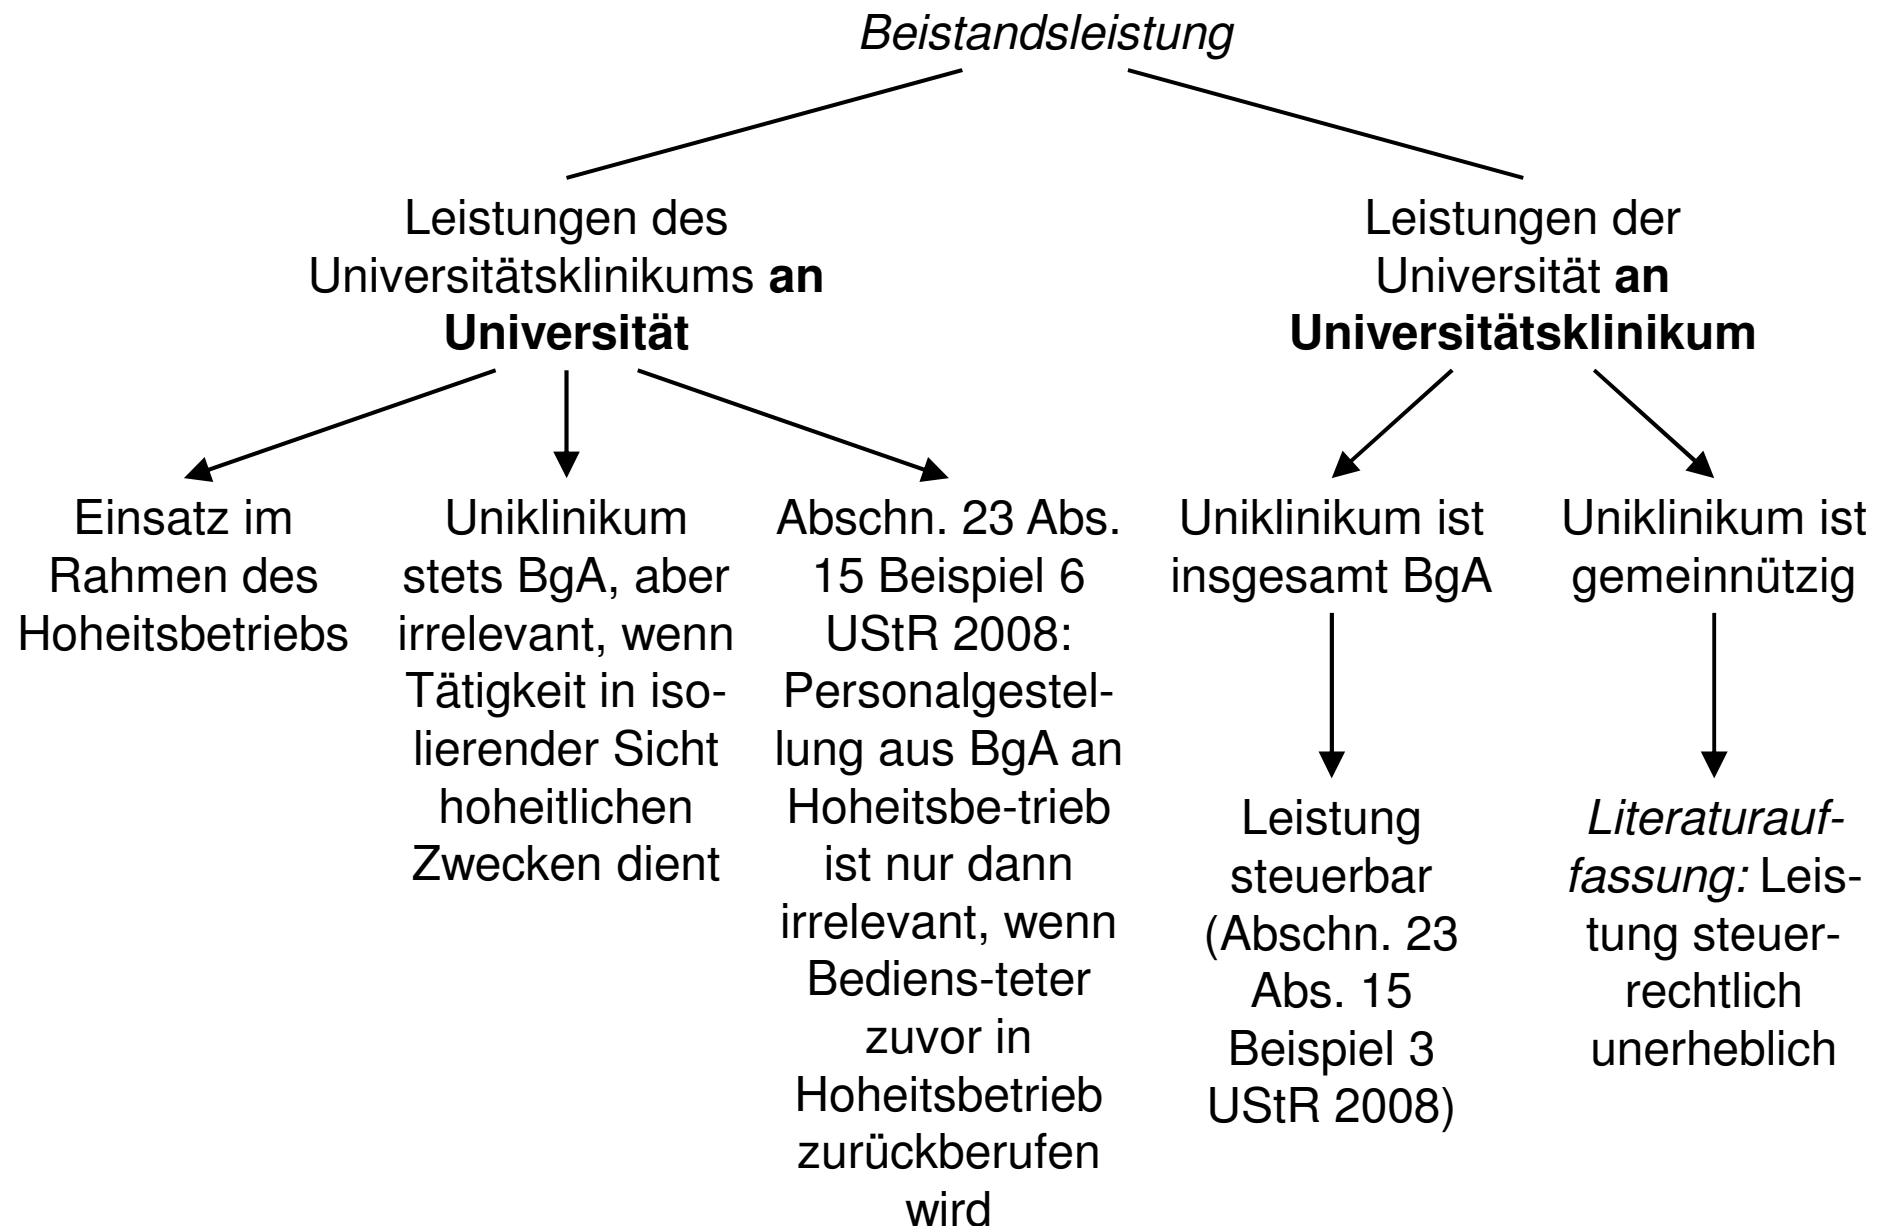 Beistandsleistung
Leistungen des
Universitätsklinikums an
Universität
Leistungen der
Universität an
Universitätsklinikum
Einsatz im
Rahmen des
Hoheitsbetriebs
Uniklinikum
stets BgA, aber
irrelevant, wenn
Tätigkeit in iso-
lierender Sicht
hoheitlichen
Zwecken dient
Abschn. 23 Abs.
15 Beispiel 6
UStR 2008:
Personalgestel-
lung aus BgA an
Hoheitsbe-trieb
ist nur dann
irrelevant, wenn
Bediens-teter
zuvor in
Hoheitsbetrieb
zurückberufen
wird
Uniklinikum ist
insgesamt BgA
Leistung
steuerbar
(Abschn. 23
Abs. 15
Beispiel 3
UStR 2008)
Uniklinikum ist
gemeinnützig
Literaturauf-
fassung: Leis-
tung steuer-
rechtlich
unerheblich